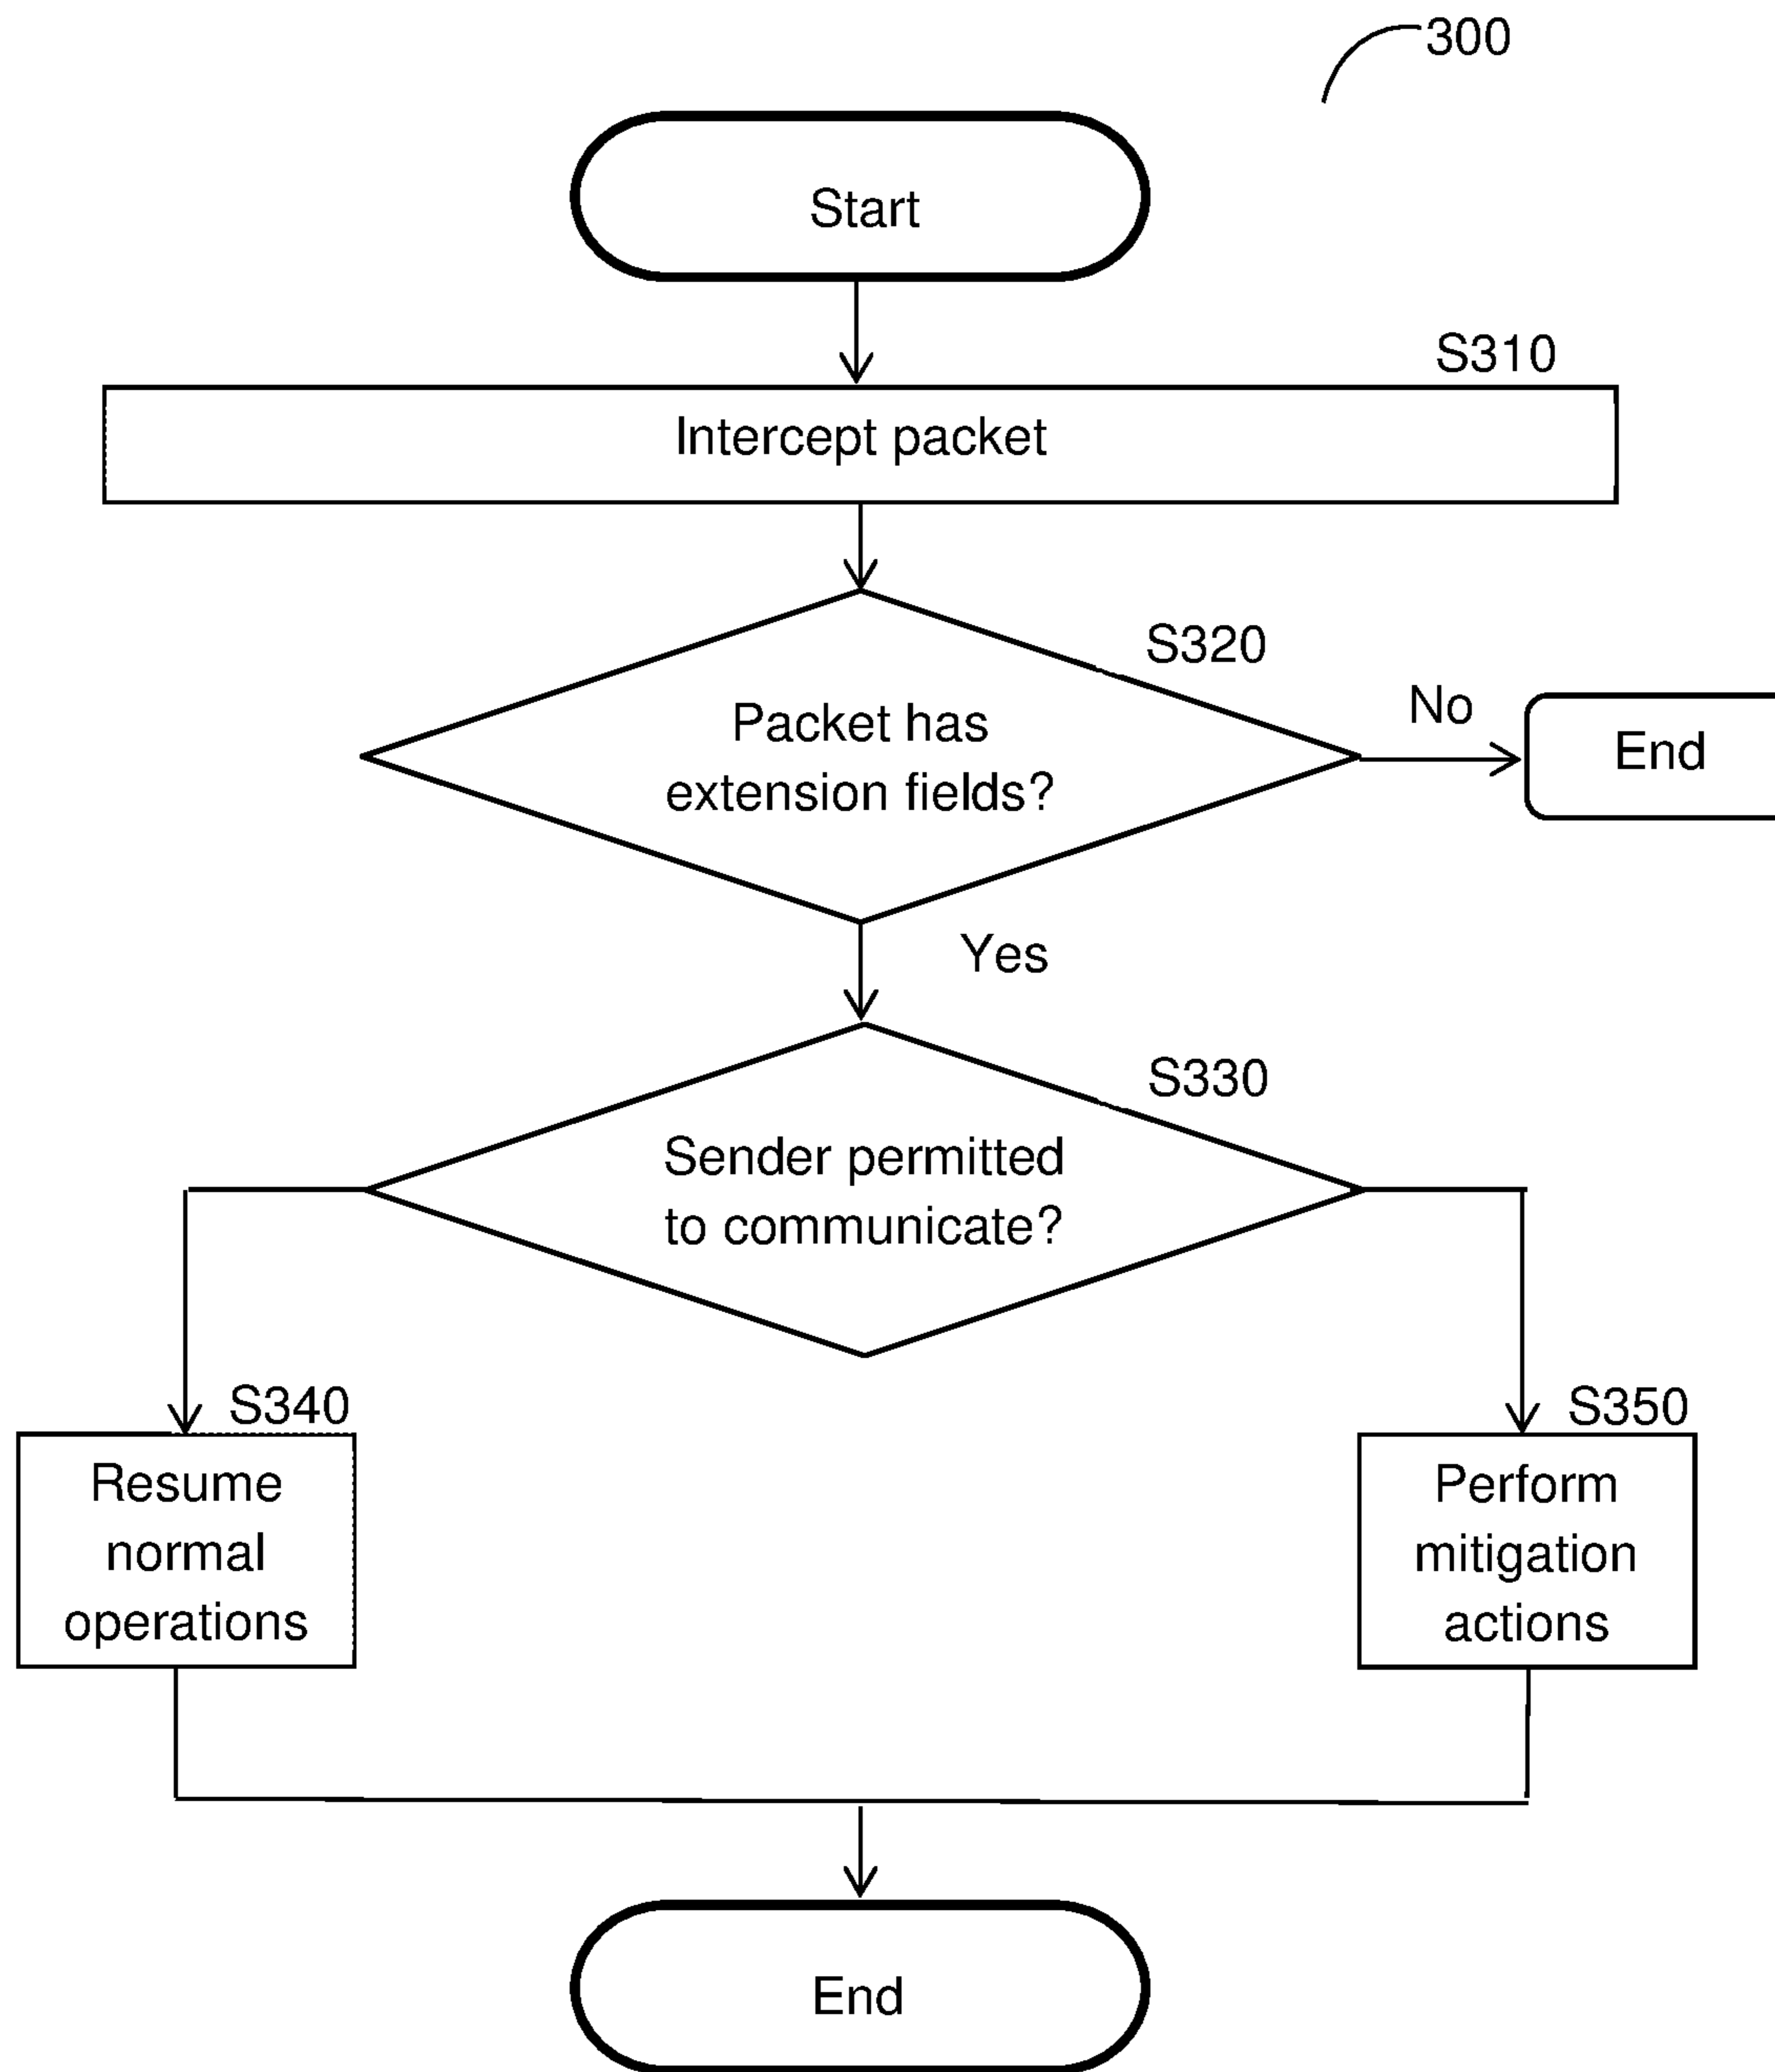 300
Start
S310
Intercept packet
S320
Packet has
extension fields?
No
End
Yes
S330
Sender permitted
to communicate?
S340
Resume
normal
operations
S350
Perform
mitigation
actions
End